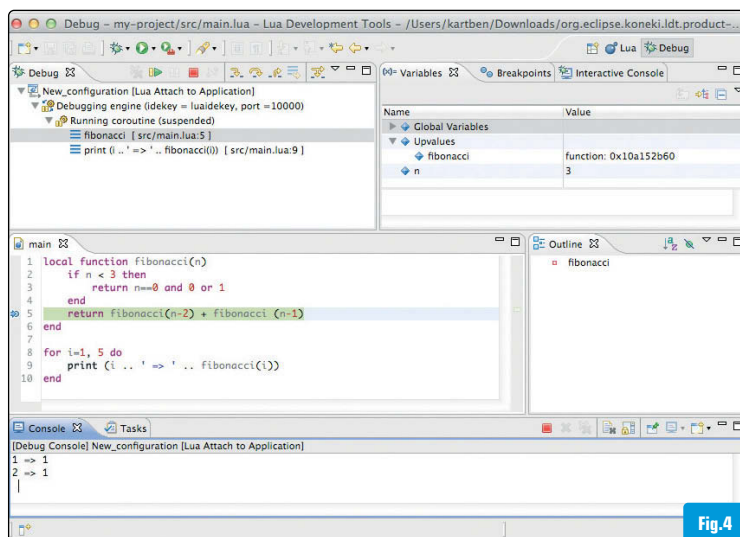 Debug - my-project/src/main.lua - Lua Development Tools - /Users/kartben/Downloads/org.eclipse.koneki.ldt.product-...
Lua Debug
Debug
New_configuration [Lua Attach to Application]
Debugging engine (idekey = luaidekey, port =10000)
Running coroutine (suspended)
fibonacci [ src/main.lua:5 ]
print (i .. ' => ' .. fibonacci(i)) [ src/main.lua:9 ]
(x)= Variables Breakpoints Interactive Console
Name Value
Global Variables
Upvalues
fibonacci function: 0x10a152b60
n 3
main
1 local function fibonacci(n)
2 if n < 3 then
3 return n==0 and 0 or 1
4 end
5 return fibonacci(n-2) + fibonacci (n-1)
6 end
7
8 for i=1, 5 do
9 print (i .. ' => ' .. fibonacci(i))
10 end
Outline
fibonacci
Console Tasks
[Debug Console] New_configuration [Lua Attach to Application]
1 => 1
2 => 1
Fig.4